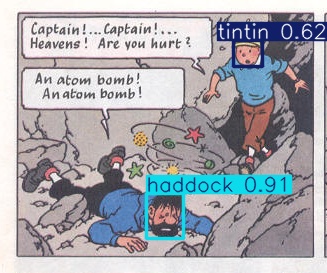 Captain!...Captain!...
Heavens! Are you hurt?
tintin 0.62
An atom bomb!
An atom bomb!
haddock 0.91